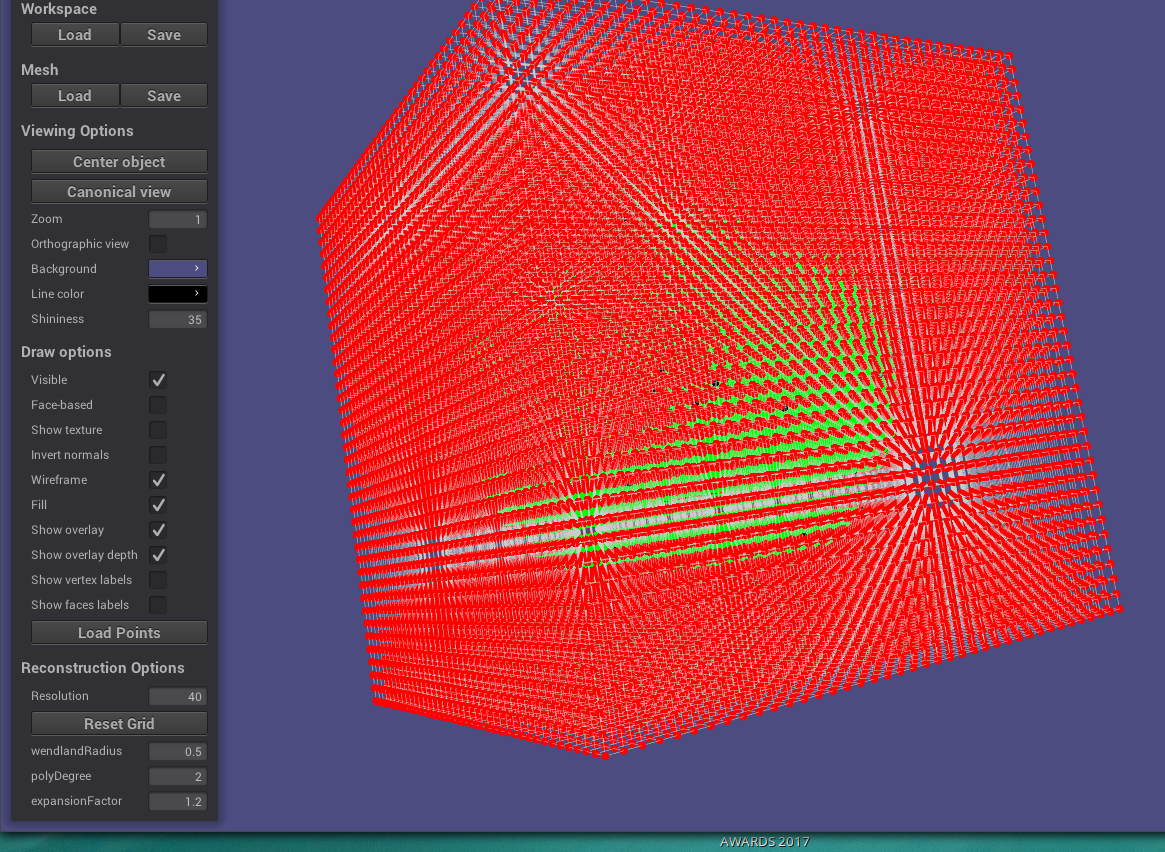 Workspace
Load Save
Mesh
Load Save
Viewing Options
Center object
Canonical view
Zoom 1
Orthographic view
Background
Line color
Shininess 35
Draw options
Visible
Face-based
Show texture
Invert normals
Wireframe
Fill
Show overlay
Show overlay depth
Show vertex labels
Show faces labels
Load Points
Reconstruction Options
Resolution 40
Reset Grid
wendlandRadius 0.5
polyDegree 2
expansionFactor 1.2
AWARDS 2017